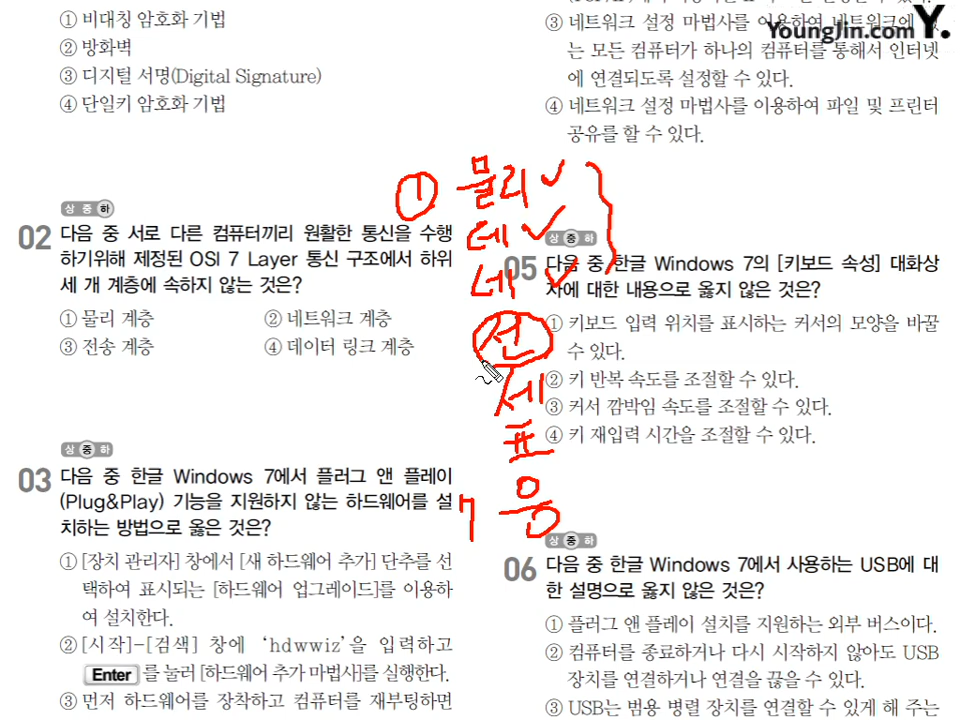 ① 비대칭 암호화 기법
② 방화벽
③ 디지털 서명(Digital Signature)
④ 단일키 암호화 기법
상 중 하
02 다음 중 서로 다른 컴퓨터끼리 원활한 통신을 수행
하기위해 제정된 OSI 7 Layer 통신 구조에서 하위
세 개 계층에 속하지 않는 것은?
① 물리 계층
② 네트워크 계층
③ 전송 계층
④ 데이터 링크 계층
상 중 하
03 다음 중 한글 Windows 7에서 플러그 앤 플레이
(Plug&Play) 기능을 지원하지 않는 하드웨어를 설
치하는 방법으로 옳은 것은?
① [장치 관리자] 창에서 [새 하드웨어 추가] 단추를 선
택하여 표시되는 [하드웨어 업그레이드]를 이용하
여 설치한다.
② [시작]-[검색] 창에 ‘hdwwiz’을 입력하고
Enter 를 눌러 [하드웨어 추가 마법사]를 실행한다.
③ 먼저 하드웨어를 장착하고 컴퓨터를 재부팅하면
① 물리
데
네
전
세
표
7 응
YoungJin.com Y.
③ 네트워크 설정 마법사를 이용하여 네트워크에
는 모든 컴퓨터가 하나의 컴퓨터를 통해서 인터넷
에 연결되도록 설정할 수 있다.
④ 네트워크 설정 마법사를 이용하여 파일 및 프린터
공유를 할 수 있다.
상 중 하
05 다음 중 한글 Windows 7의 [키보드 속성] 대화상
자에 대한 내용으로 옳지 않은 것은?
① 키보드 입력 위치를 표시하는 커서의 모양을 바꿀
수 있다.
② 키 반복 속도를 조절할 수 있다.
③ 커서 깜박임 속도를 조절할 수 있다.
④ 키 재입력 시간을 조절할 수 있다.
상 중 하
06 다음 중 한글 Windows 7에서 사용하는 USB에 대
한 설명으로 옳지 않은 것은?
① 플러그 앤 플레이 설치를 지원하는 외부 버스이다.
② 컴퓨터를 종료하거나 다시 시작하지 않아도 USB
장치를 연결하거나 연결을 끊을 수 있다.
③ USB는 범용 병렬 장치를 연결할 수 있게 해 주는